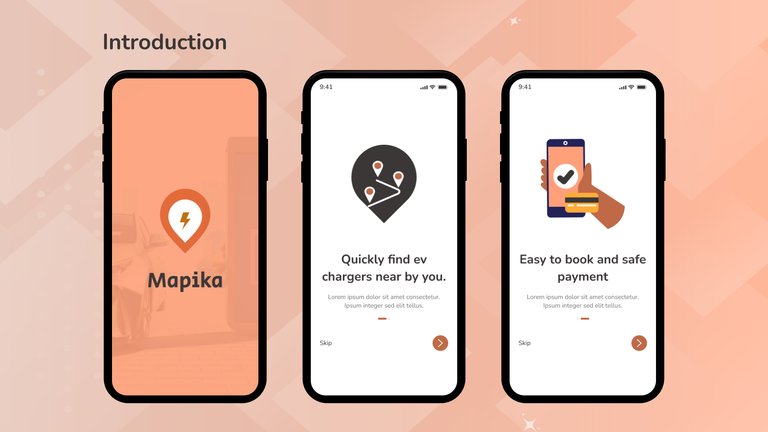 Introduction
Mapika
9:41
Quickly find ev
chargers near by you.
Lorem ipsum dolor sit amet consectetur.
Ipsum integer sed elit tellus.
Skip
9:41
Easy to book and safe
payment
Lorem ipsum dolor sit amet consectetur.
Ipsum integer sed elit tellus.
Skip